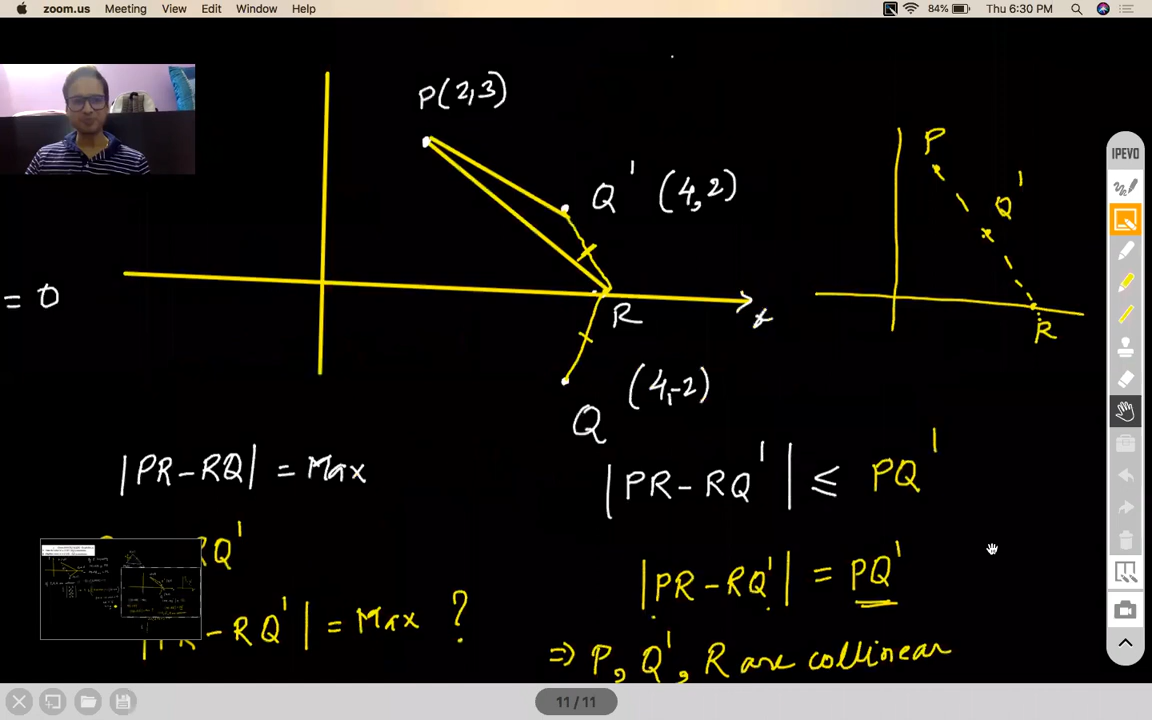 zoom.us Meeting View Edit Window Help 84% Thu 6:30 PM
P(2,3)
P
IPEVO
Q' (4,2)
Q'
= 0
R
x
R
(4,-2)
Q
|PR-RQ| = Max
|PR-RQ'| ≤ PQ'
RQ'
|PR-RQ'| = PQ'
|PR-RQ'| = Max ?
⇒ P, Q', R are collinear
11 / 11